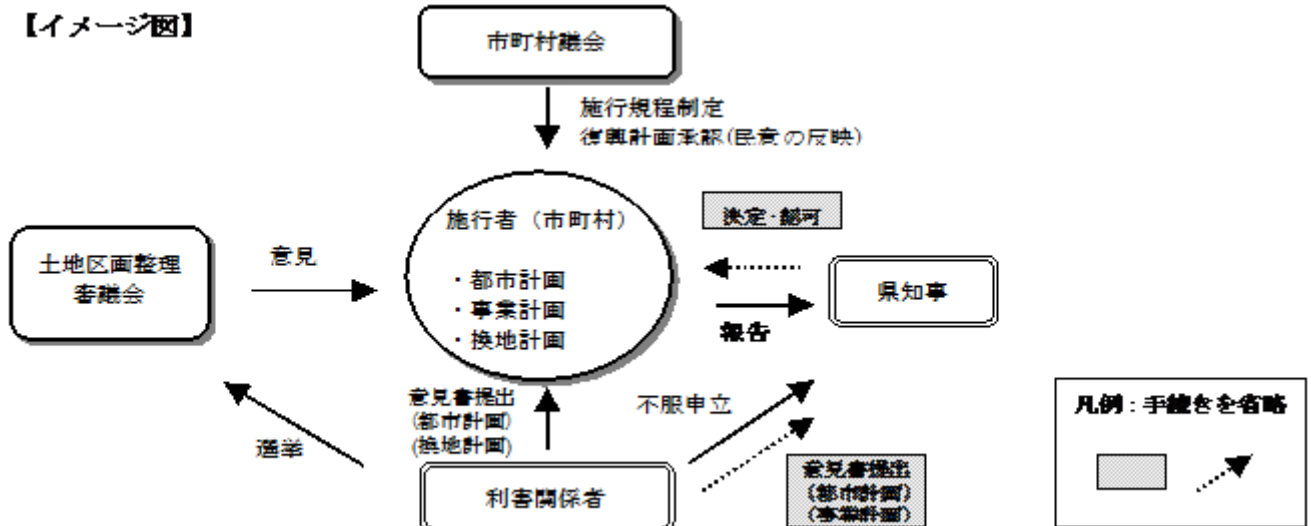 【イメージ図】
市町村議会
施行規程制定
復興計画承認(民意の反映)
施行者（市町村）
・都市計画
・事業計画
・換地計画
決定・認可
土地区画整理
審議会
意見
県知事
報告
意見書提出
(都市計画)
(換地計画)
不服申立
選挙
利害関係者
意見書提出
(都市計画)
(事業計画)
凡例：手続きを省略